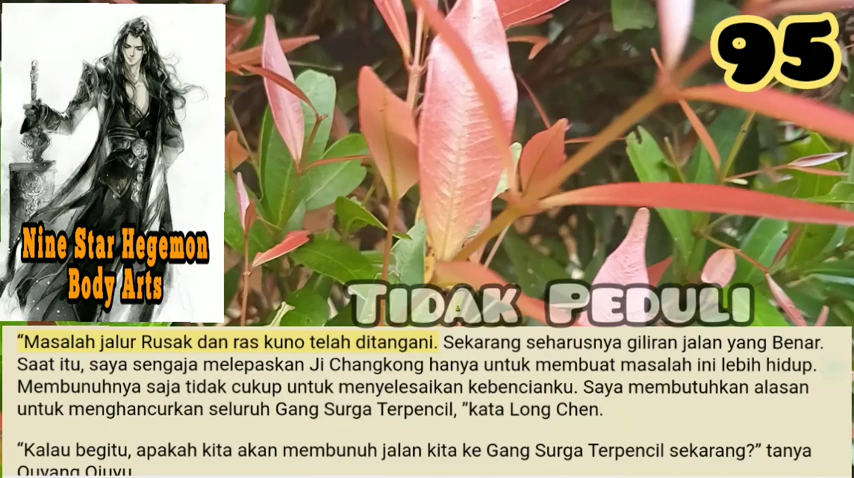 95
Nine Star Hegemon
Body Arts
TIDAK PEDULI
“Masalah jalur Rusak dan ras kuno telah ditangani. Sekarang seharusnya giliran jalan yang Benar.
Saat itu, saya sengaja melepaskan Ji Changkong hanya untuk membuat masalah ini lebih hidup.
Membunuhnya saja tidak cukup untuk menyelesaikan kebencianku. Saya membutuhkan alasan
untuk menghancurkan seluruh Gang Surga Terpencil, "kata Long Chen.
“Kalau begitu, apakah kita akan membunuh jalan kita ke Gang Surga Terpencil sekarang?” tanya
Ouyang Qiuyu